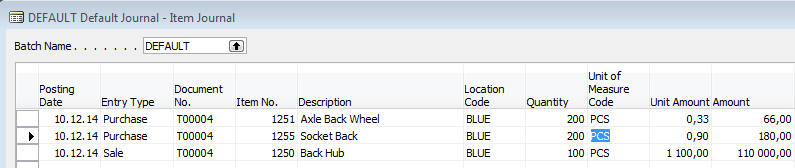 DEFAULT Default Journal - Item Journal
Batch Name . . . . . . . DEFAULT
Posting Date Entry Type Document No. Item No. Description Location Code Quantity Unit of Measure Code Unit Amount Amount
10.12.14 Purchase T00004 1251 Axle Back Wheel BLUE 200 PCS 0,33 66,00
10.12.14 Purchase T00004 1255 Socket Back BLUE 200 PCS 0,90 180,00
10.12.14 Sale T00004 1250 Back Hub BLUE 100 PCS 1 100,00 110 000,00